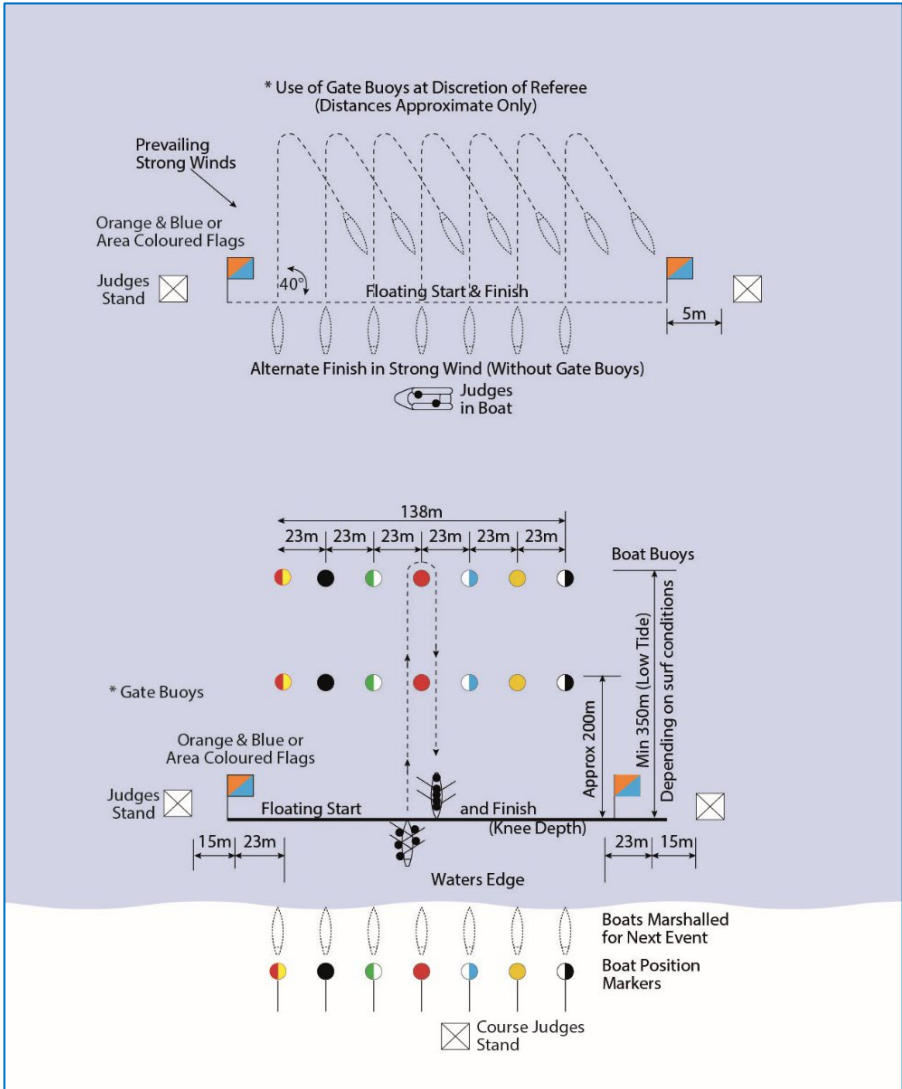 * Use of Gate Buoys at Discretion of Referee
(Distances Approximate Only)
Prevailing
Strong Winds
Orange & Blue or
Area Coloured Flags
Judges
Stand
40°
Floating Start & Finish
5m
Alternate Finish in Strong Wind (Without Gate Buoys)
Judges
in Boat
138m
23m 23m 23m 23m 23m 23m
Boat Buoys
* Gate Buoys
Approx 200m
Min 350m (Low Tide)
Depending on surf conditions
Orange & Blue or
Area Coloured Flags
Judges
Stand
Floating Start and Finish
(Knee Depth)
15m 23m 23m 15m
Waters Edge
Boats Marshalled
for Next Event
Boat Position
Markers
Course Judges
Stand